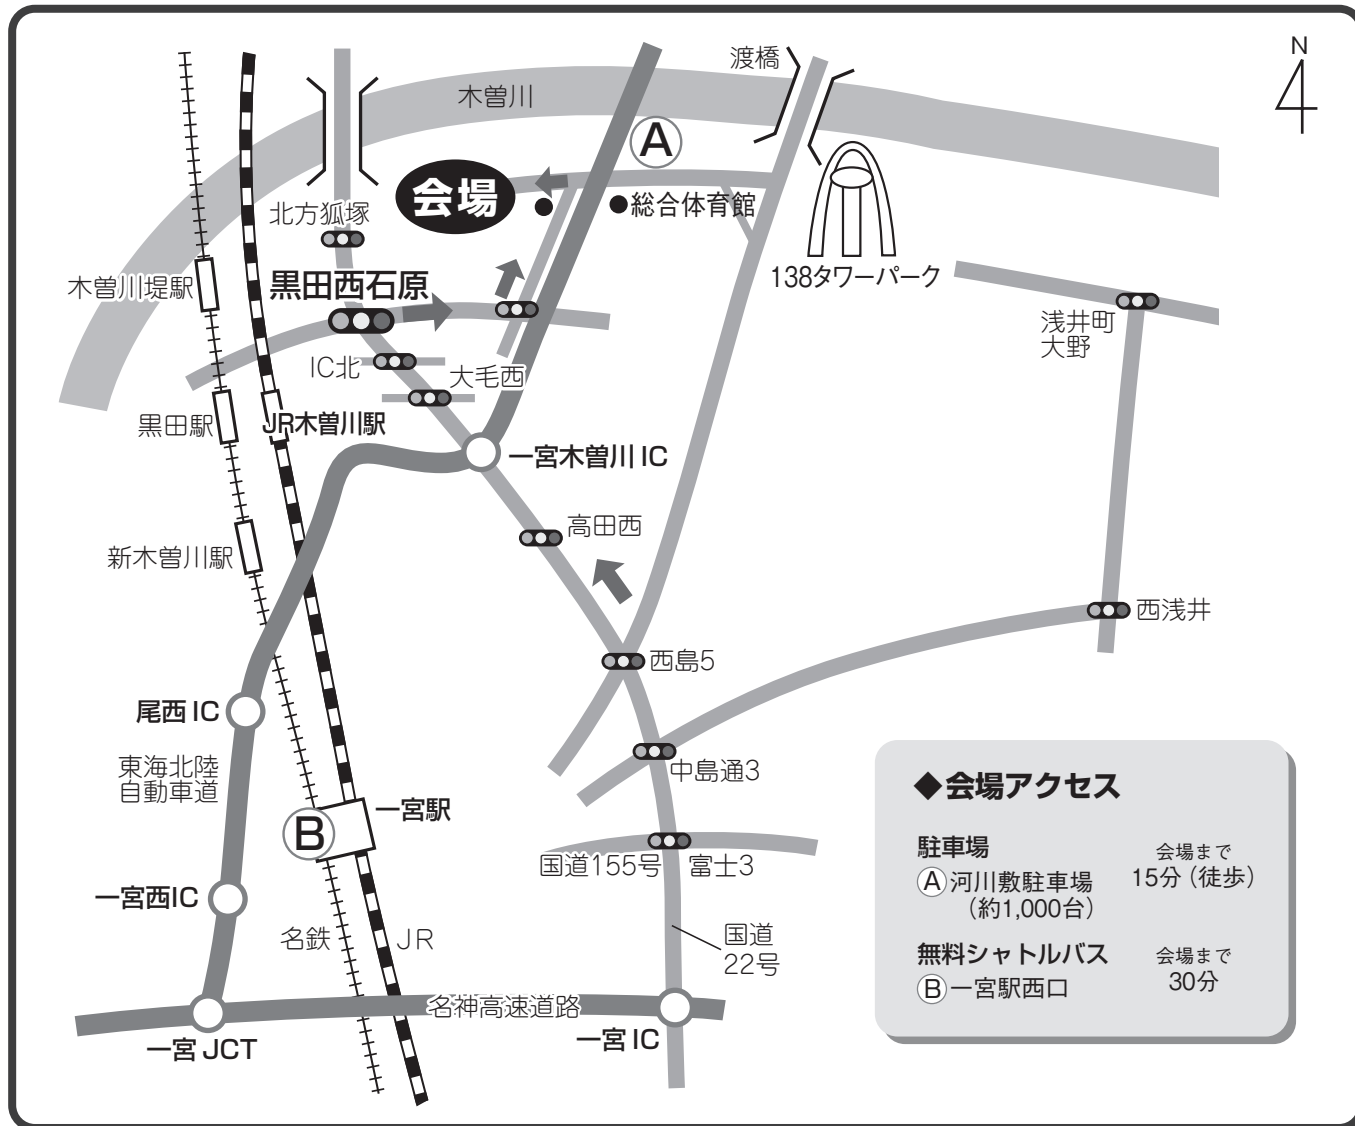 N
渡橋
木曽川
A
会場
総合体育館
北方狐塚
138タワーパーク
木曽川堤駅
黒田西石原
浅井町
大野
IC北
大毛西
黒田駅
JR木曽川駅
一宮木曽川 IC
高田西
新木曽川駅
西浅井
西島5
尾西 IC
東海北陸
自動車道
中島通3
一宮駅
B
国道155号
富士3
一宮西IC
名鉄
JR
国道
22号
名神高速道路
一宮 JCT
一宮 IC
◆会場アクセス
駐車場
会場まで
Ⓐ河川敷駐車場
15分(徒歩)
(約1,000台)
無料シャトルバス
会場まで
Ⓑ一宮駅西口
30分